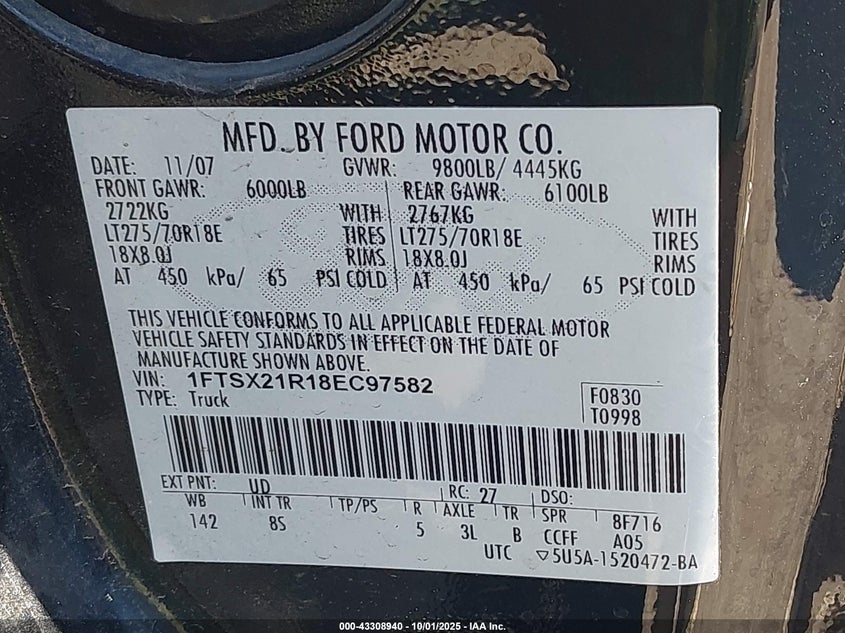 MFD. BY FORD MOTOR CO.
DATE: 11/07 GVWR: 9800LB/ 4445KG
FRONT GAWR: 6000LB REAR GAWR: 6100LB
2722KG WITH 2767KG WITH
LT275/70R18E TIRES LT275/70R18E TIRES
18X8.0J RIMS 18X8.0J RIMS
AT 450 kPa/ 65 PSI COLD AT 450 kPa/ 65 PSI COLD
THIS VEHICLE CONFORMS TO ALL APPLICABLE FEDERAL MOTOR
VEHICLE SAFETY STANDARDS IN EFFECT ON THE DATE OF
MANUFACTURE SHOWN ABOVE.
VIN: 1FTSX21R18EC97582
TYPE: Truck
F0830
T0998
EXT PNT: UD RC: 27 DSO:
WB INT TR TP/PS R AXLE TR SPR 8F716
142 8S 5 3L B CCFF A05
UTC ▽5U5A-1520472-BA
000-43308940 - 10/01/2025 - IAA Inc.